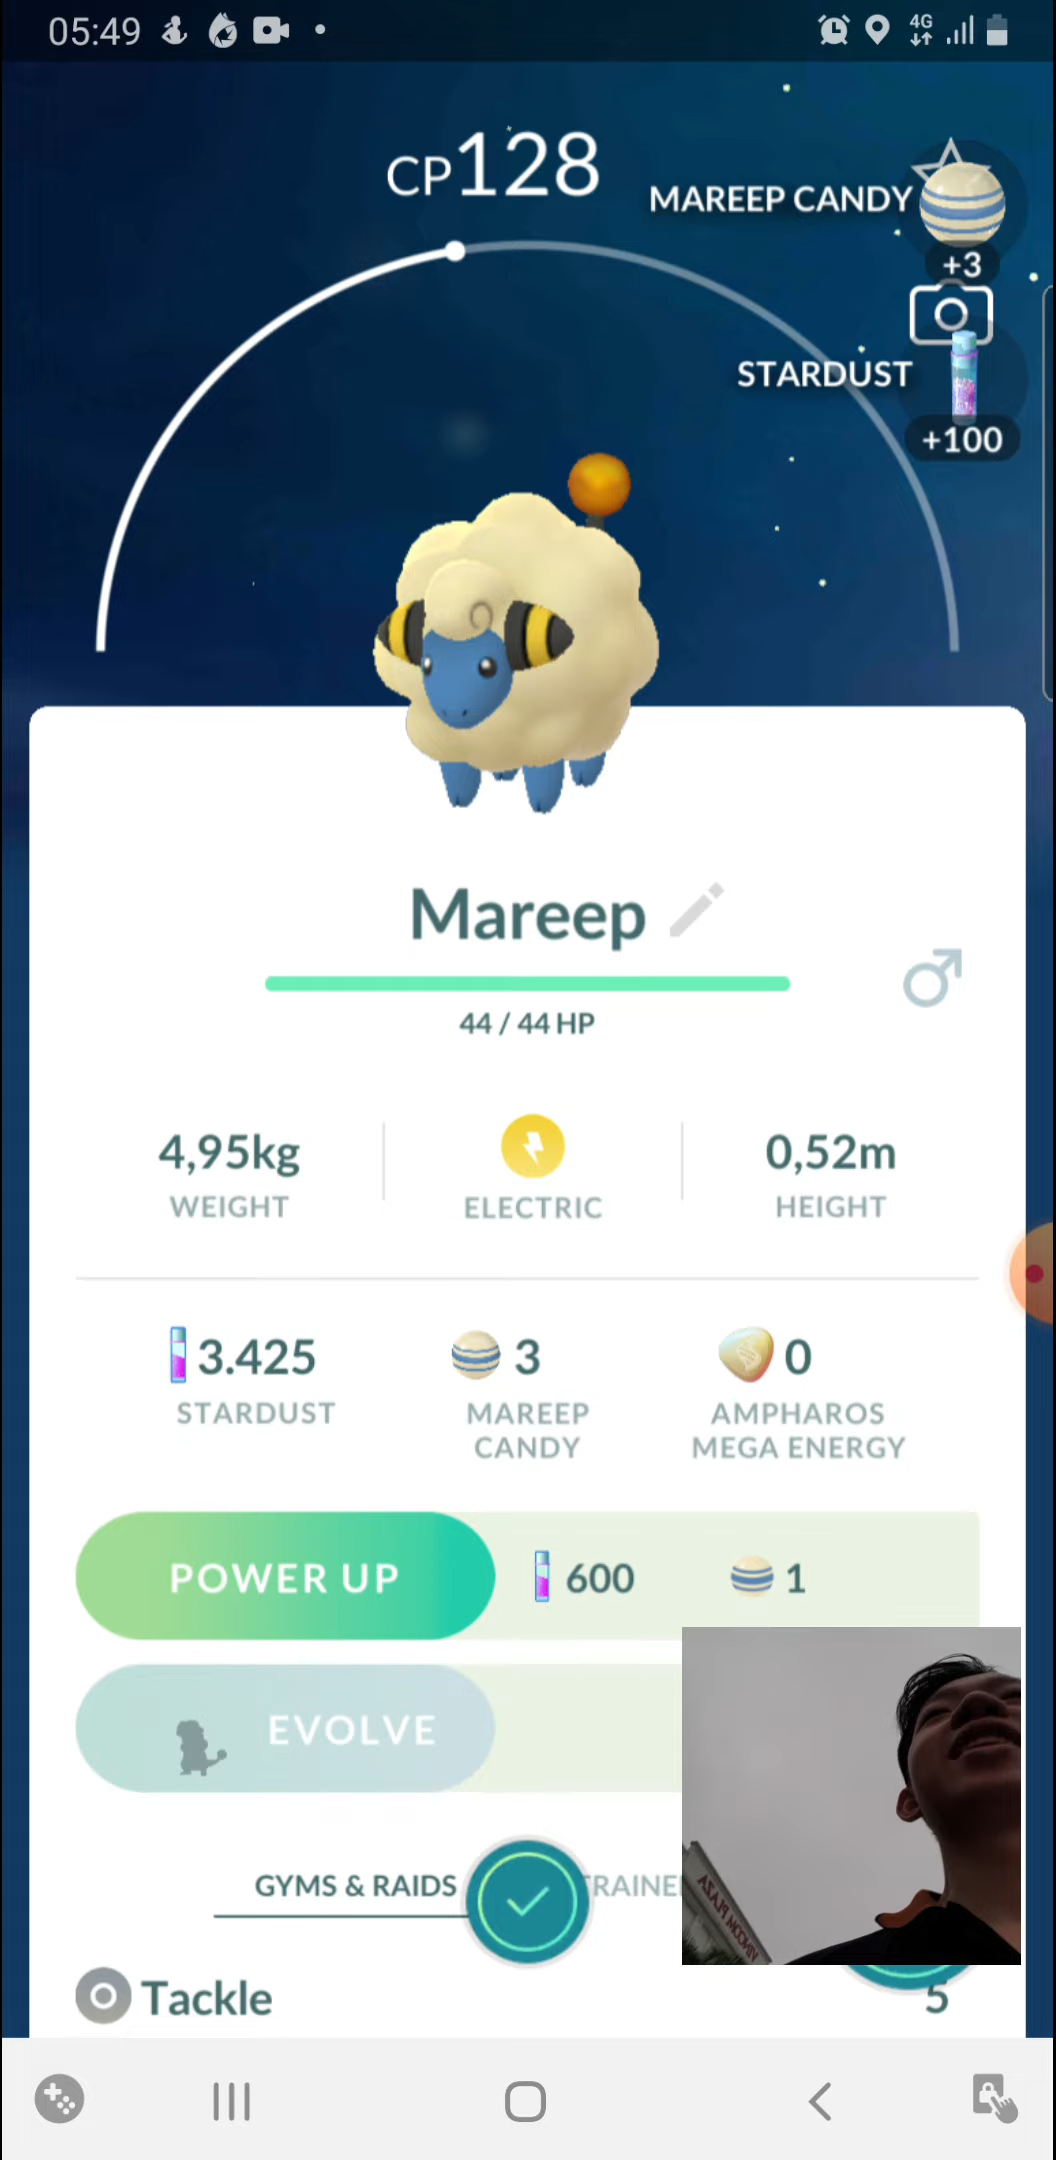 05:49
4G
CP128
MAREEP CANDY
+3
STARDUST
+100
Mareep
44 / 44 HP
4,95kg
WEIGHT
ELECTRIC
0,52m
HEIGHT
3.425
STARDUST
3
MAREEP
CANDY
0
AMPHAROS
MEGA ENERGY
POWER UP
600
1
EVOLVE
GYMS & RAIDS
TRAINE
VINCOM PLAZA
Tackle
5